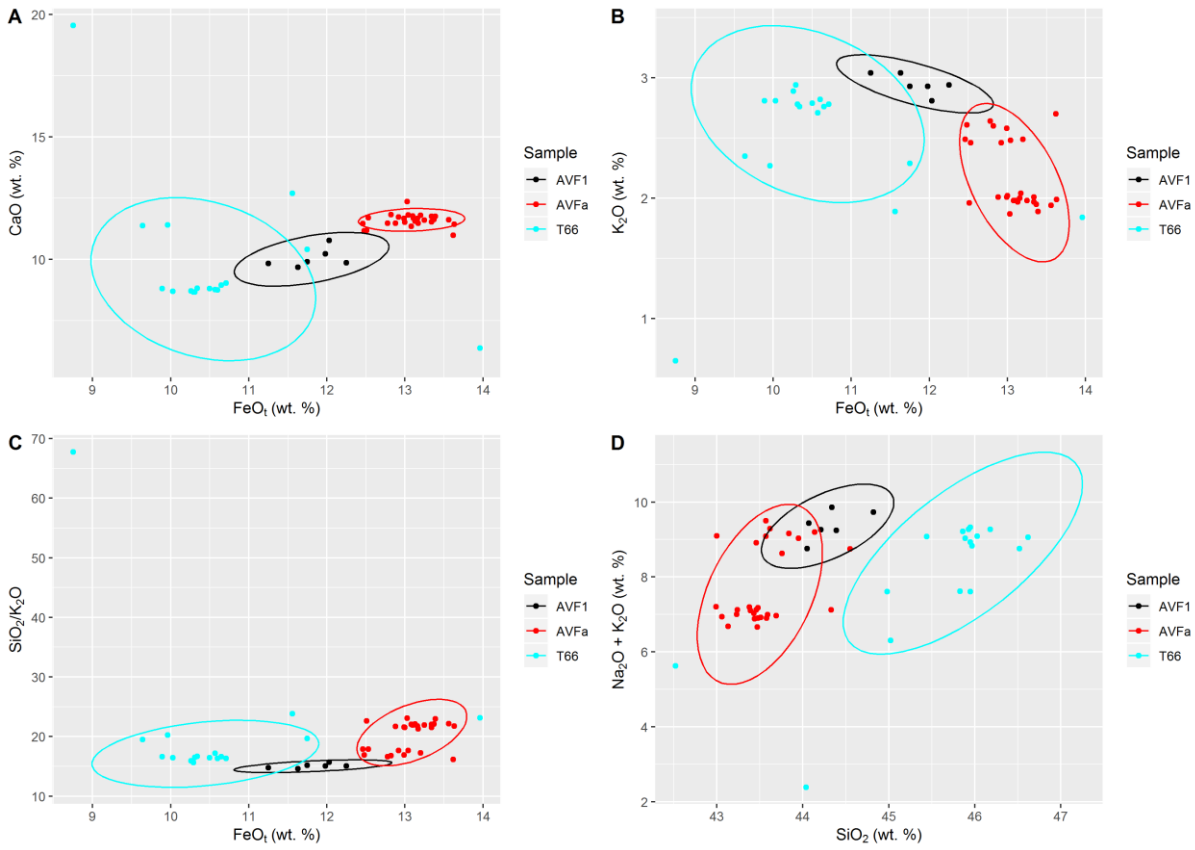 A
20
15
10
CaO (wt. %)
9 10 11 12 13 14
FeOₜ (wt. %)
Sample
AVF1
AVFa
T66
B
3
2
1
K₂O (wt. %)
9 10 11 12 13 14
FeOₜ (wt. %)
Sample
AVF1
AVFa
T66
C
70
60
50
40
30
20
10
SiO₂/K₂O
9 10 11 12 13 14
FeOₜ (wt. %)
Sample
AVF1
AVFa
T66
D
10
8
6
4
2
Na₂O + K₂O (wt. %)
43 44 45 46 47
SiO₂ (wt. %)
Sample
AVF1
AVFa
T66